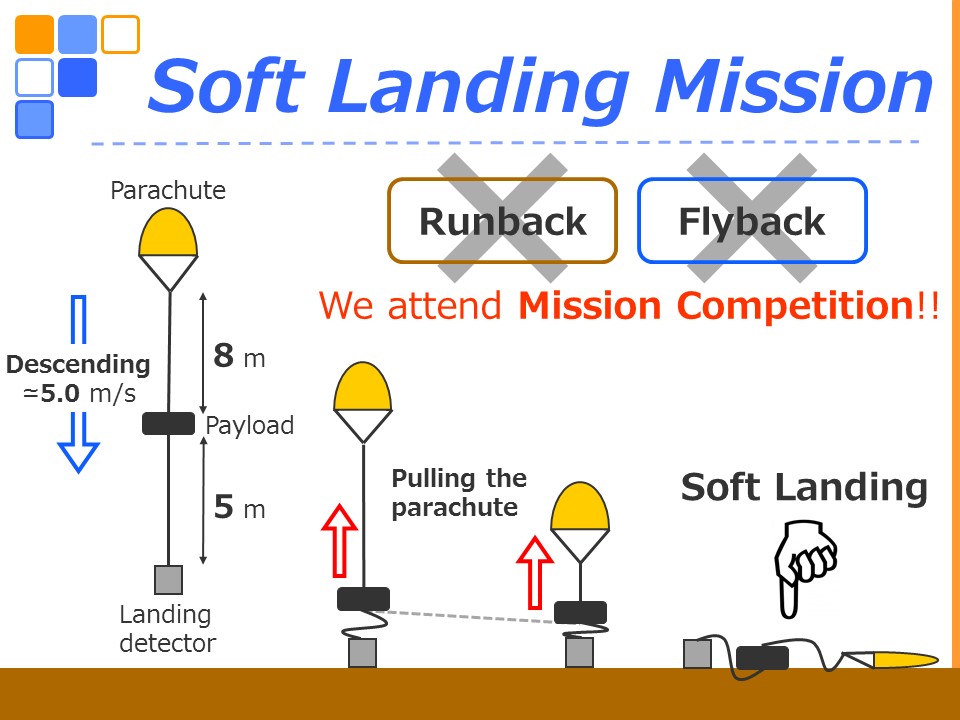 Soft Landing Mission
Parachute
Runback
Flyback
We attend Mission Competition!!
8 m
Descending
≃5.0 m/s
Payload
Pulling the
parachute
Soft Landing
5 m
Landing
detector